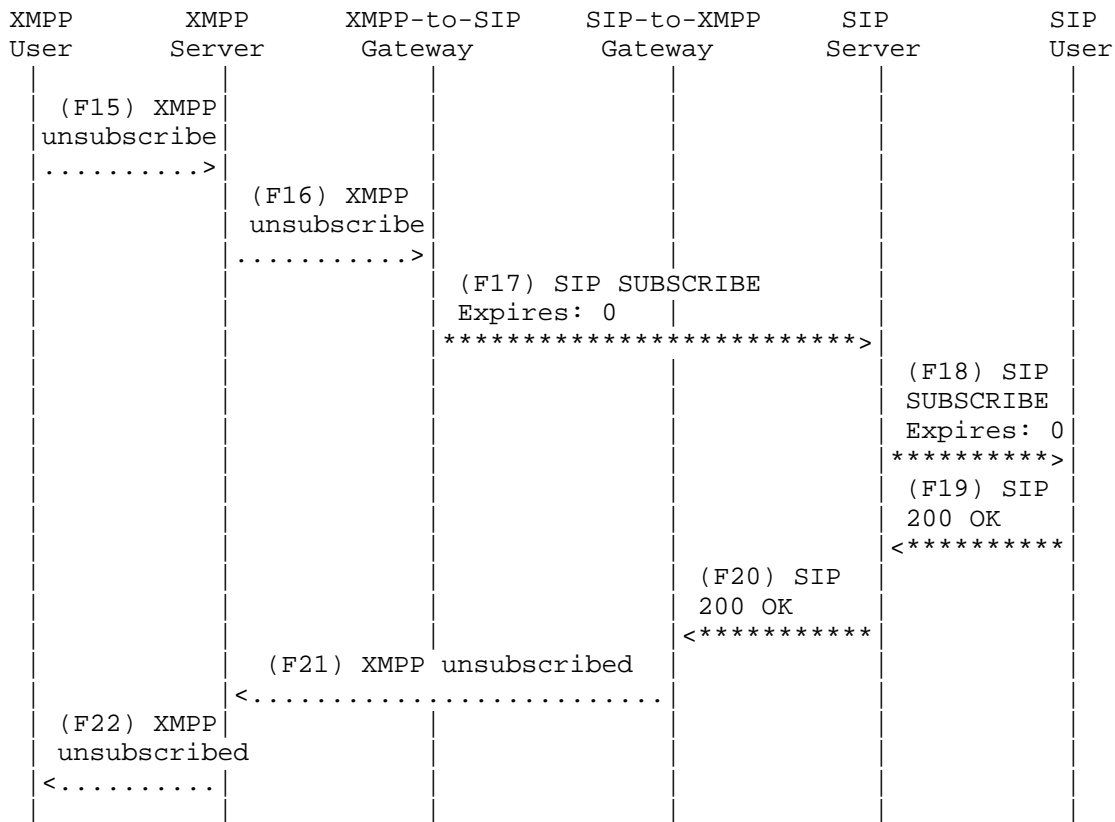 XMPP XMPP XMPP-to-SIP SIP-to-XMPP SIP SIP
User Server Gateway Gateway Server User
(F15) XMPP
unsubscribe
..........>
(F16) XMPP
unsubscribe
...........>
(F17) SIP SUBSCRIBE
Expires: 0
**************************>
(F18) SIP
SUBSCRIBE
Expires: 0
**********>
(F19) SIP
200 OK
<**********
(F20) SIP
200 OK
<***********
(F21) XMPP unsubscribed
<..........................
(F22) XMPP
unsubscribed
<..........